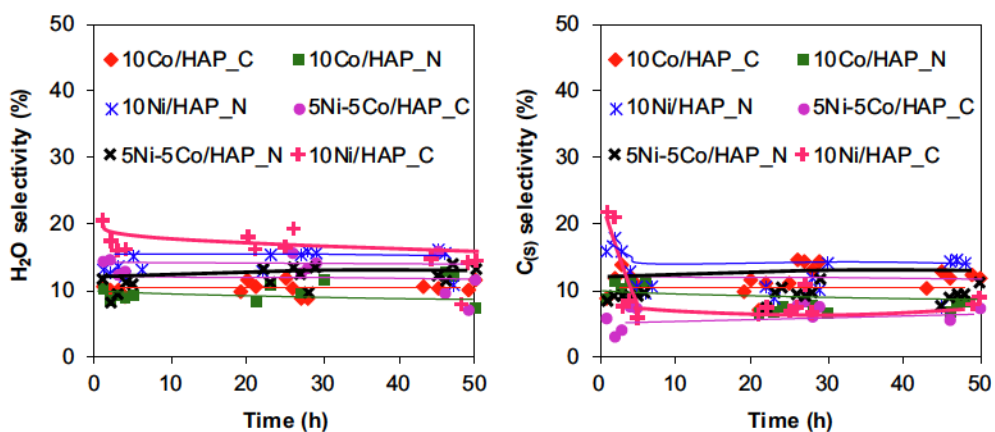 50
40
30
20
10
0
H₂O selectivity (%)
10Co/HAP_C
10Co/HAP_N
10Ni/HAP_N
5Ni-5Co/HAP_C
5Ni-5Co/HAP_N
10Ni/HAP_C
0 10 20 30 40 50
Time (h)
50
40
30
20
10
0
C(S) selectivity (%)
10Co/HAP_C
10Co/HAP_N
10Ni/HAP_N
5Ni-5Co/HAP_C
5Ni-5Co/HAP_N
10Ni/HAP_C
0 10 20 30 40 50
Time (h)